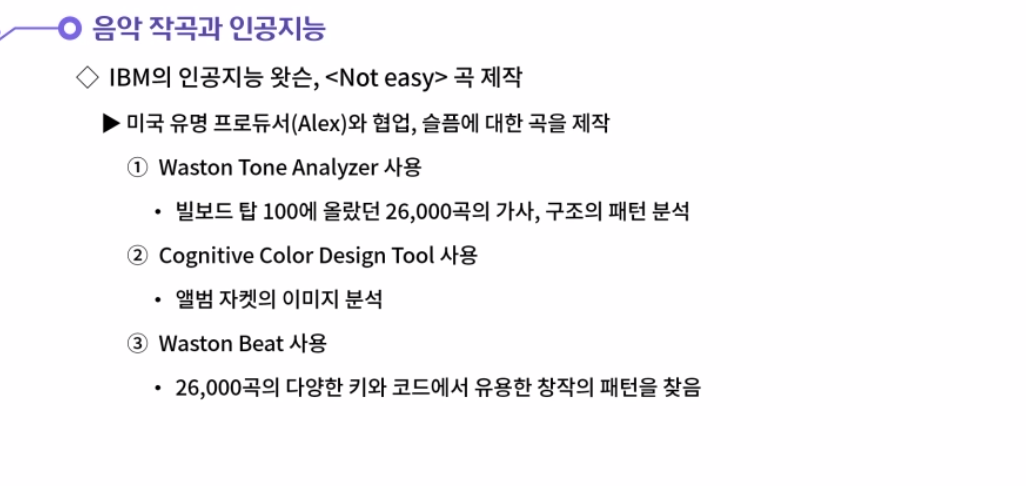 음악 작곡과 인공지능
◇ IBM의 인공지능 왓슨, <Not easy> 곡 제작
▶ 미국 유명 프로듀서(Alex)와 협업, 슬픔에 대한 곡을 제작
① Waston Tone Analyzer 사용
• 빌보드 탑 100에 올랐던 26,000곡의 가사, 구조의 패턴 분석
② Cognitive Color Design Tool 사용
• 앨범 자켓의 이미지 분석
③ Waston Beat 사용
• 26,000곡의 다양한 키와 코드에서 유용한 창작의 패턴을 찾음